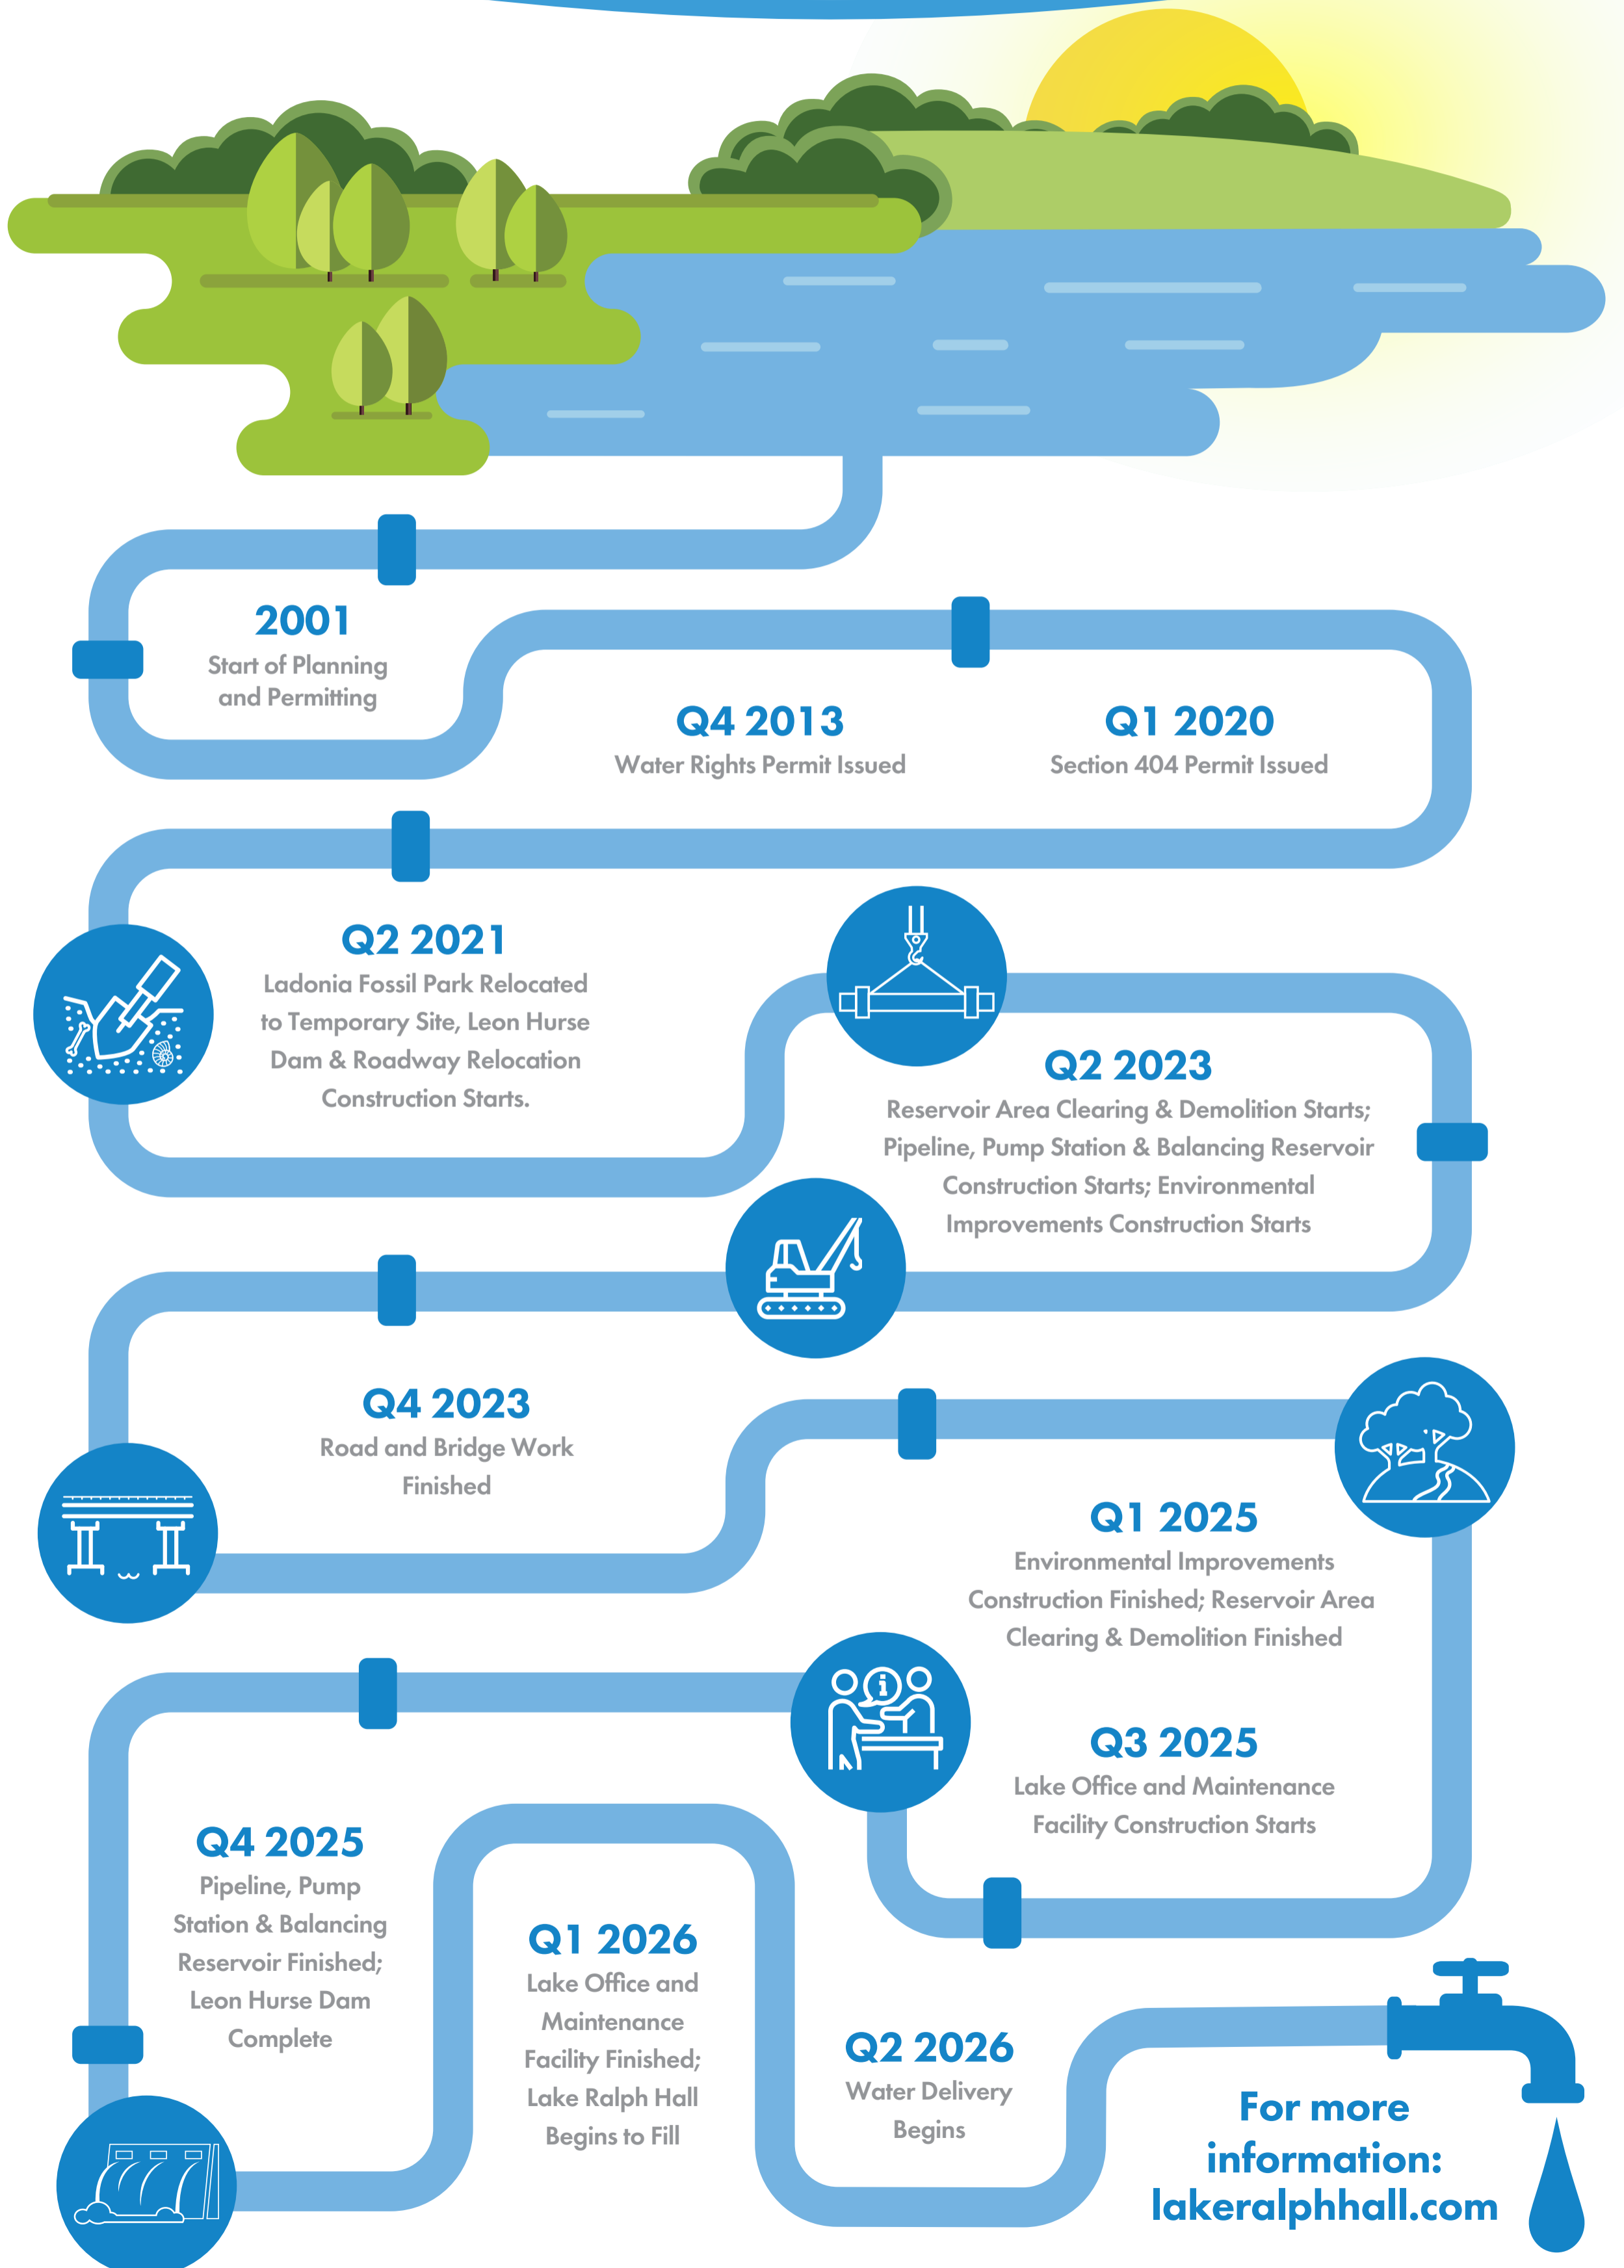 2001
Start of Planning
and Permitting
Q4 2013
Water Rights Permit Issued
Q1 2020
Section 404 Permit Issued
Q2 2021
Ladonia Fossil Park Relocated
to Temporary Site, Leon Hurse
Dam & Roadway Relocation
Construction Starts.
Q2 2023
Reservoir Area Clearing & Demolition Starts;
Pipeline, Pump Station & Balancing Reservoir
Construction Starts; Environmental
Improvements Construction Starts
Q4 2023
Road and Bridge Work
Finished
Q1 2025
Environmental Improvements
Construction Finished; Reservoir Area
Clearing & Demolition Finished
i
Q3 2025
Lake Office and Maintenance
Facility Construction Starts
Q4 2025
Pipeline, Pump
Station & Balancing
Reservoir Finished;
Leon Hurse Dam
Complete
Q1 2026
Lake Office and
Maintenance
Facility Finished;
Lake Ralph Hall
Begins to Fill
Q2 2026
Water Delivery
Begins
For more
information:
lakeralphhall.com